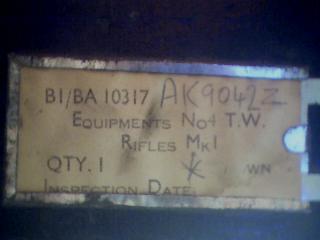 B1/BA 10317 AK9042Z
EQUIPMENTS NO4 T.W.
RIFLES MK1
QTY. 1 WN
INSPECTION DATE.